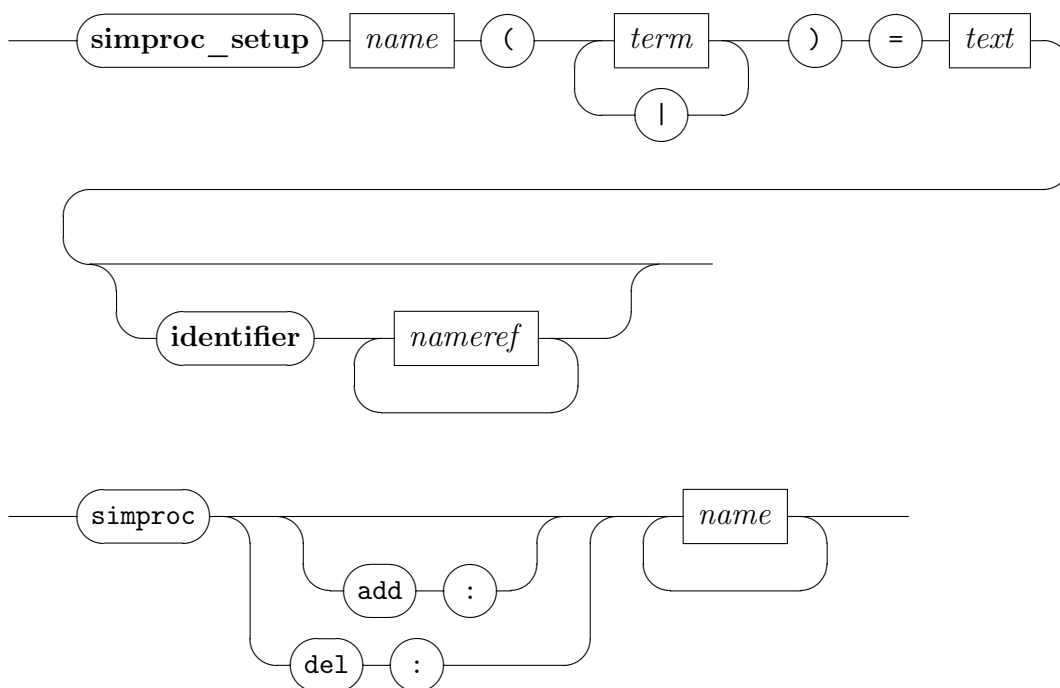 simproc_setup name ( term ) = text
|
identifier nameref
simproc name
add :
del :